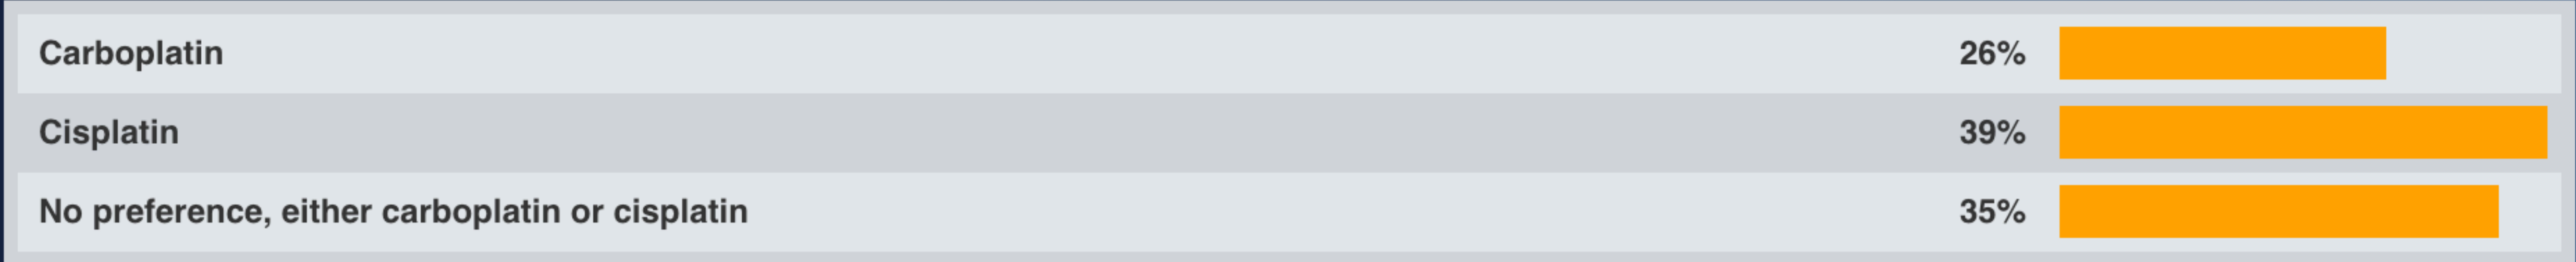 Carboplatin 26%
Cisplatin 39%
No preference, either carboplatin or cisplatin 35%